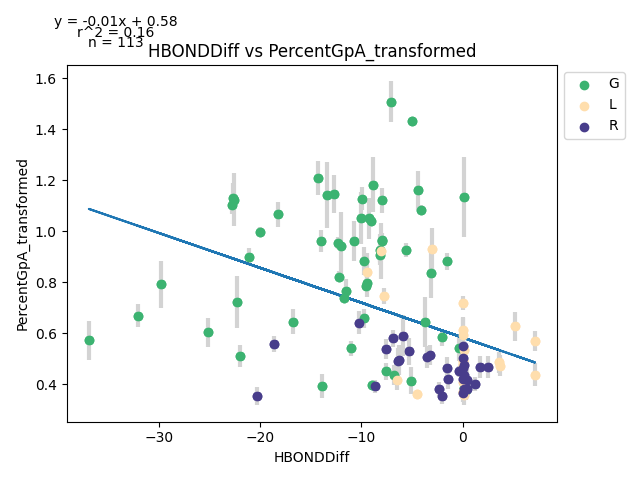 y = -0.01x + 0.58
r^2 = 0.16
n = 113
HBONDDiff vs PercentGpA_transformed
G
L
R
PercentGpA_transformed
1.6
1.4
1.2
1.0
0.8
0.6
0.4
−30
−20
−10
0
HBONDDiff